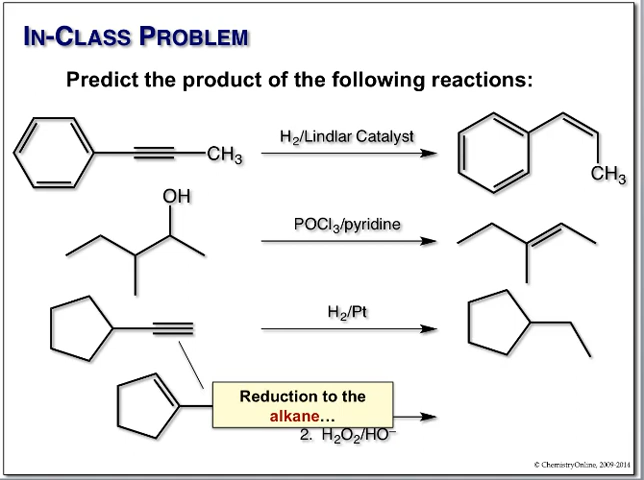 IN-CLASS PROBLEM
Predict the product of the following reactions:
H₂/Lindlar Catalyst
CH₃
CH₃
OH
POCl₃/pyridine
H₂/Pt
Reduction to the
alkane…
2. H₂O₂/HO⁻
© ChemistryOnline, 2009-2014